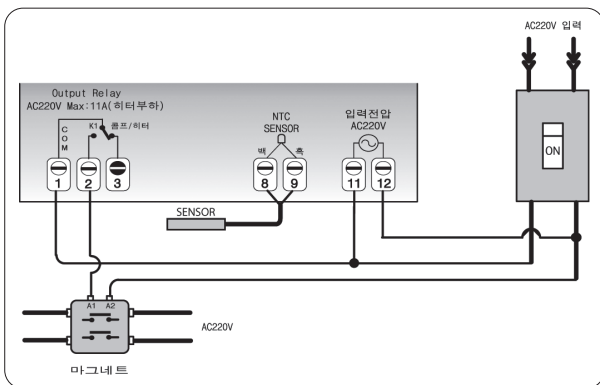 AC220V 입력
Output Relay
AC220V Max:11A(히터부하)
COM
K1
콤프/히터
NTC
SENSOR
백
흑
입력전압
AC220V
ON
1
2
3
8
9
11
12
SENSOR
A1
A2
AC220V
마그네트